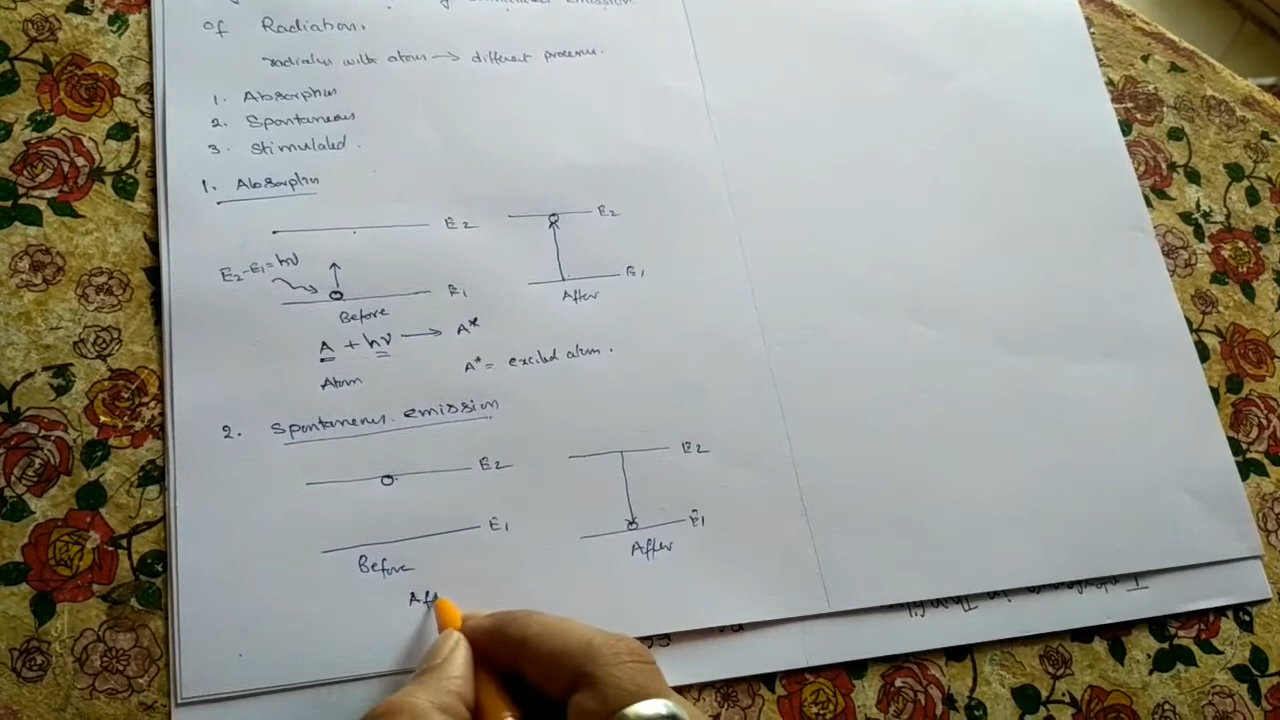 of Radiation.
radiation with atom → different process.
1. Absorption
2. Spontaneous
3. Stimulated.
1. Absorption
E2 E2
E2-E1=hν
E1 E1
Before After
A + hν → A*
Atom A* = excited atom.
2. Spontaneous emission
E2 E2
E1 E1
Before After
Af